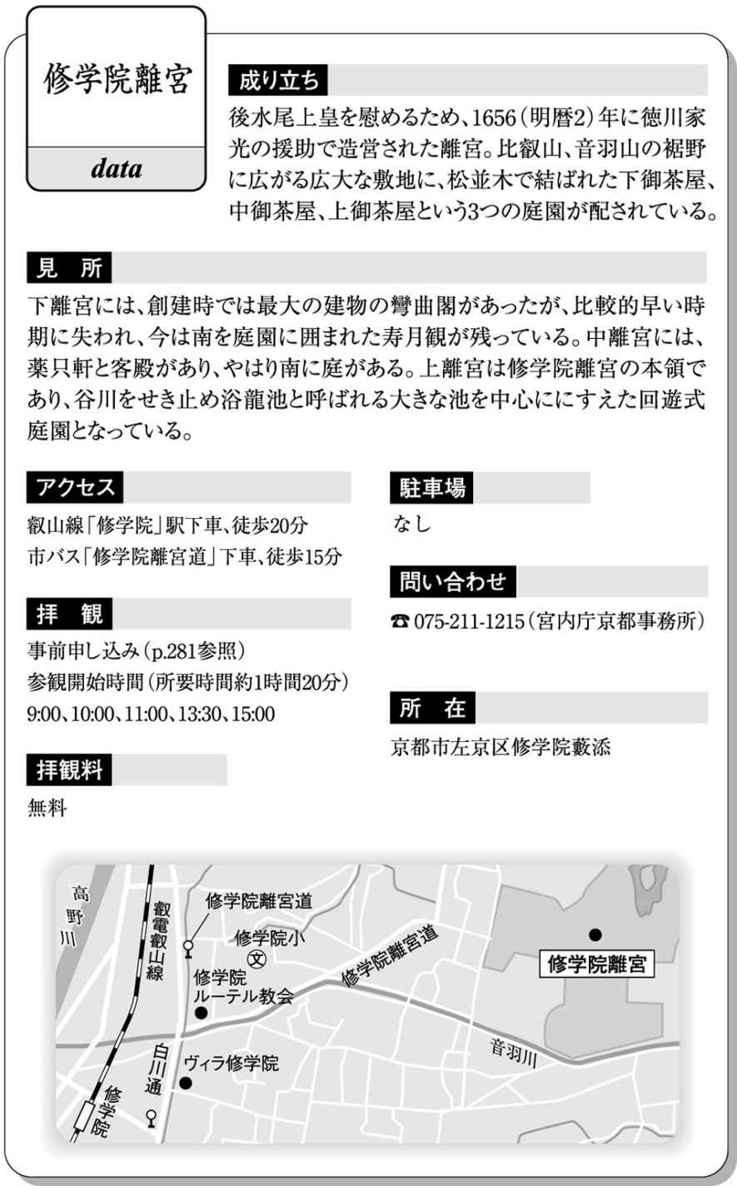 修学院離宮
data
成り立ち
後水尾上皇を慰めるため、1656（明暦2）年に徳川家
光の援助で造営された離宮。比叡山、音羽山の裾野
に広がる広大な敷地に、松並木で結ばれた下御茶屋、
中御茶屋、上御茶屋という3つの庭園が配されている。
見　所
下離宮には、創建時では最大の建物の彎曲閣があったが、比較的早い時
期に失われ、今は南を庭園に囲まれた寿月観が残っている。中離宮には、
薬只軒と客殿があり、やはり南に庭がある。上離宮は修学院離宮の本領で
あり、谷川をせき止め浴龍池と呼ばれる大きな池を中心ににすえた回遊式
庭園となっている。
アクセス
叡山線「修学院」駅下車、徒歩20分
市バス「修学院離宮道」下車、徒歩15分
拝　観
事前申し込み（p.281参照）
参観開始時間（所要時間約1時間20分）
9:00、10:00、11:00、13:30、15:00
拝観料
無料
駐車場
なし
問い合わせ
☎075-211-1215（宮内庁京都事務所）
所　在
京都市左京区修学院藪添
高野川
叡電叡山線
修学院離宮道
修学院小
文
修学院
ルーテル教会
修学院離宮道
修学院離宮
音羽川
白川通
ヴィラ修学院
修学院